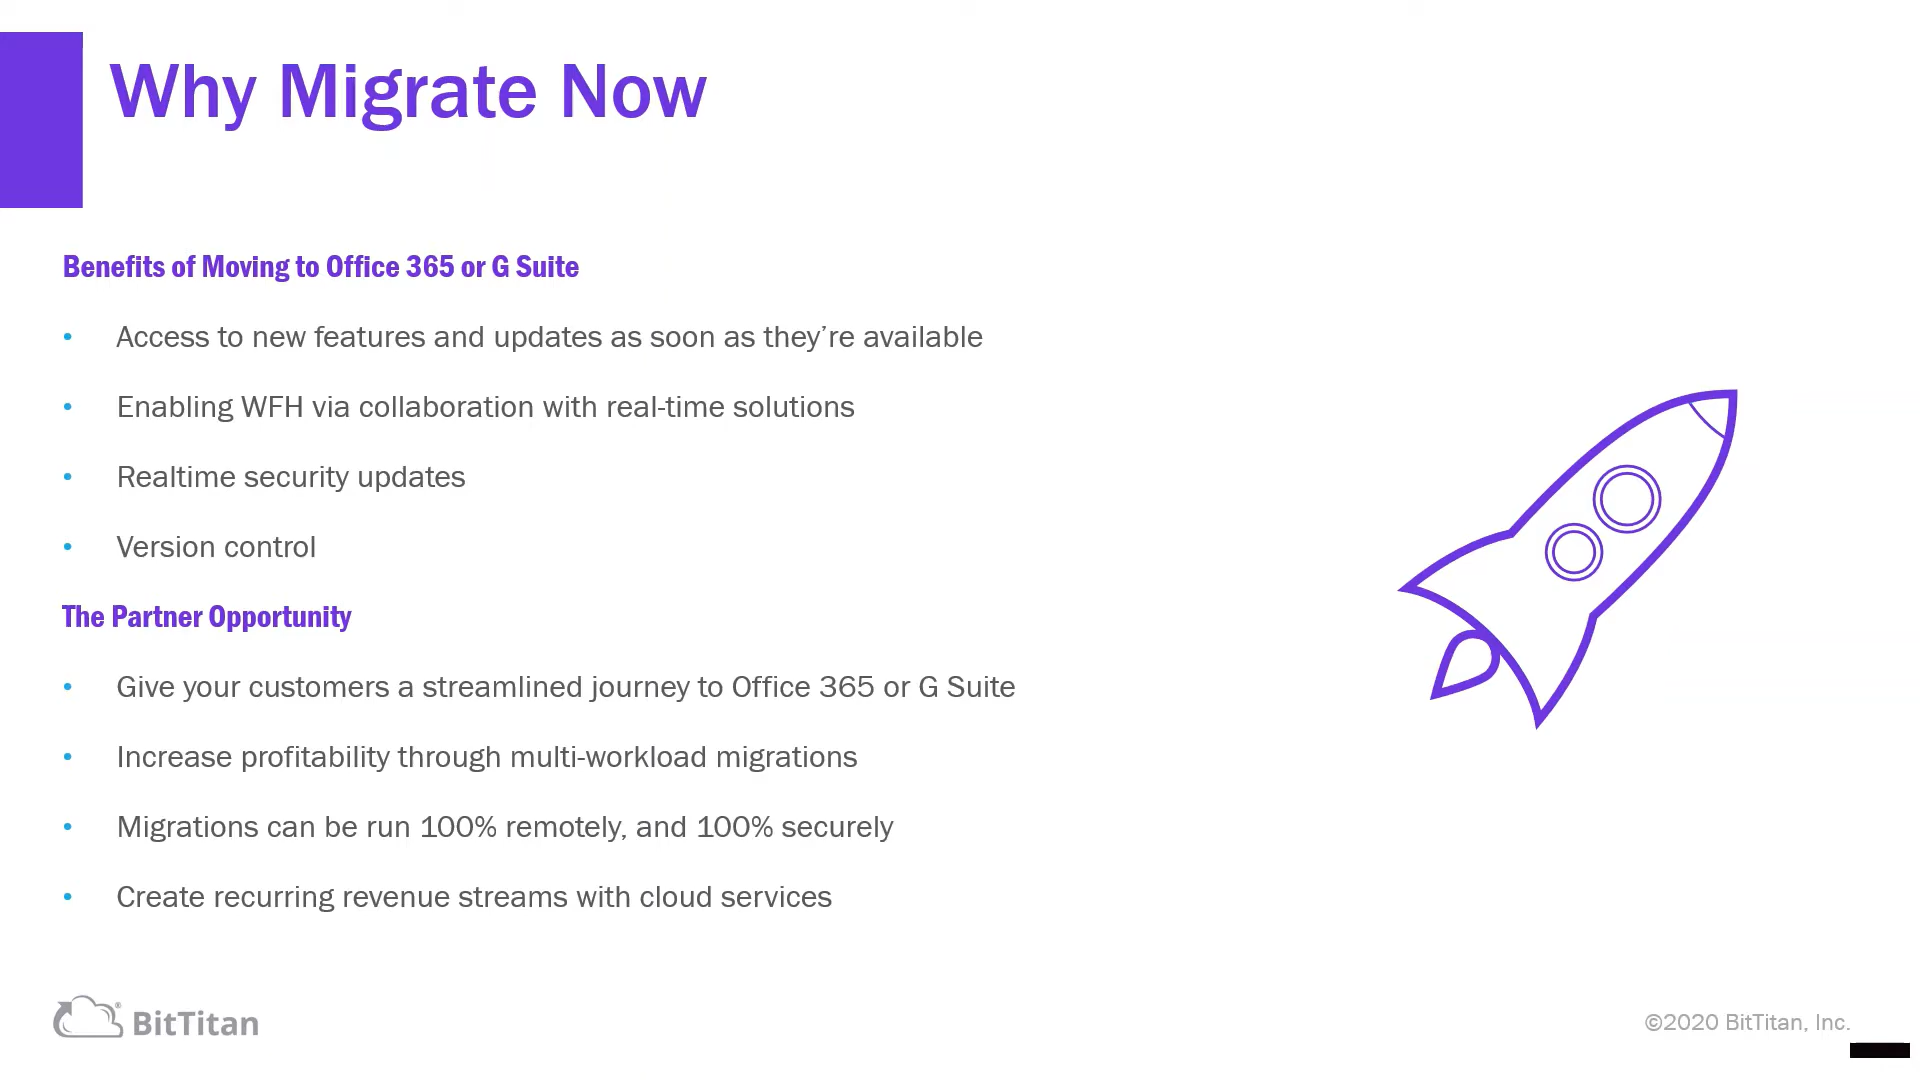 Why Migrate Now
Benefits of Moving to Office 365 or G Suite
• Access to new features and updates as soon as they’re available
• Enabling WFH via collaboration with real-time solutions
• Realtime security updates
• Version control
The Partner Opportunity
• Give your customers a streamlined journey to Office 365 or G Suite
• Increase profitability through multi-workload migrations
• Migrations can be run 100% remotely, and 100% securely
• Create recurring revenue streams with cloud services
® BitTitan
©2020 BitTitan, Inc.